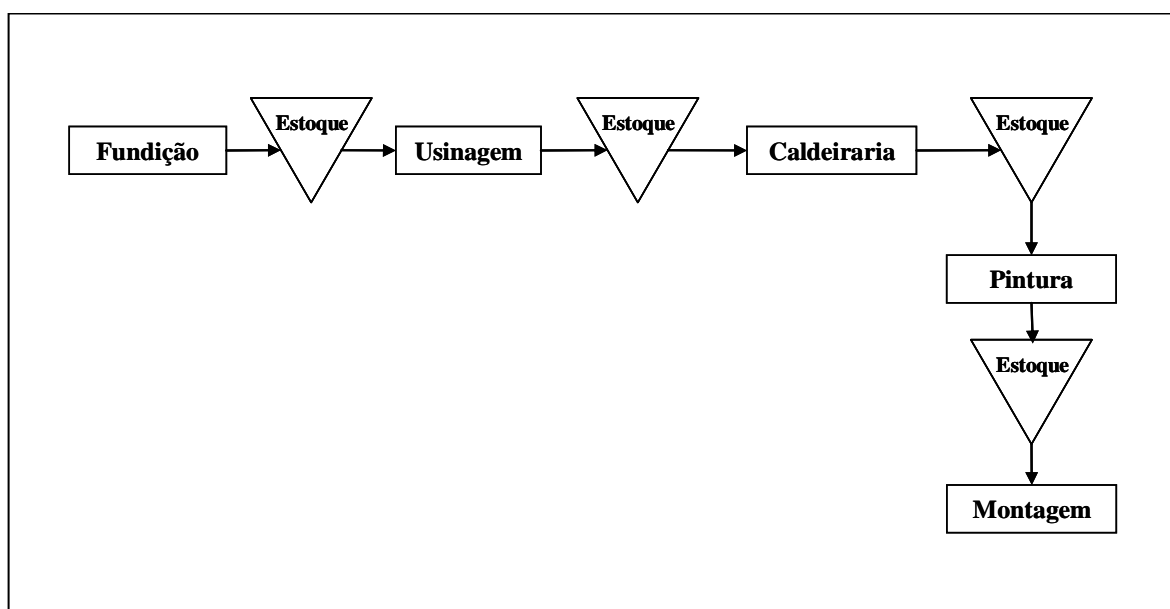 Estoque
Estoque
Estoque
Fundição
Usinagem
Caldeiraria
Pintura
Estoque
Montagem